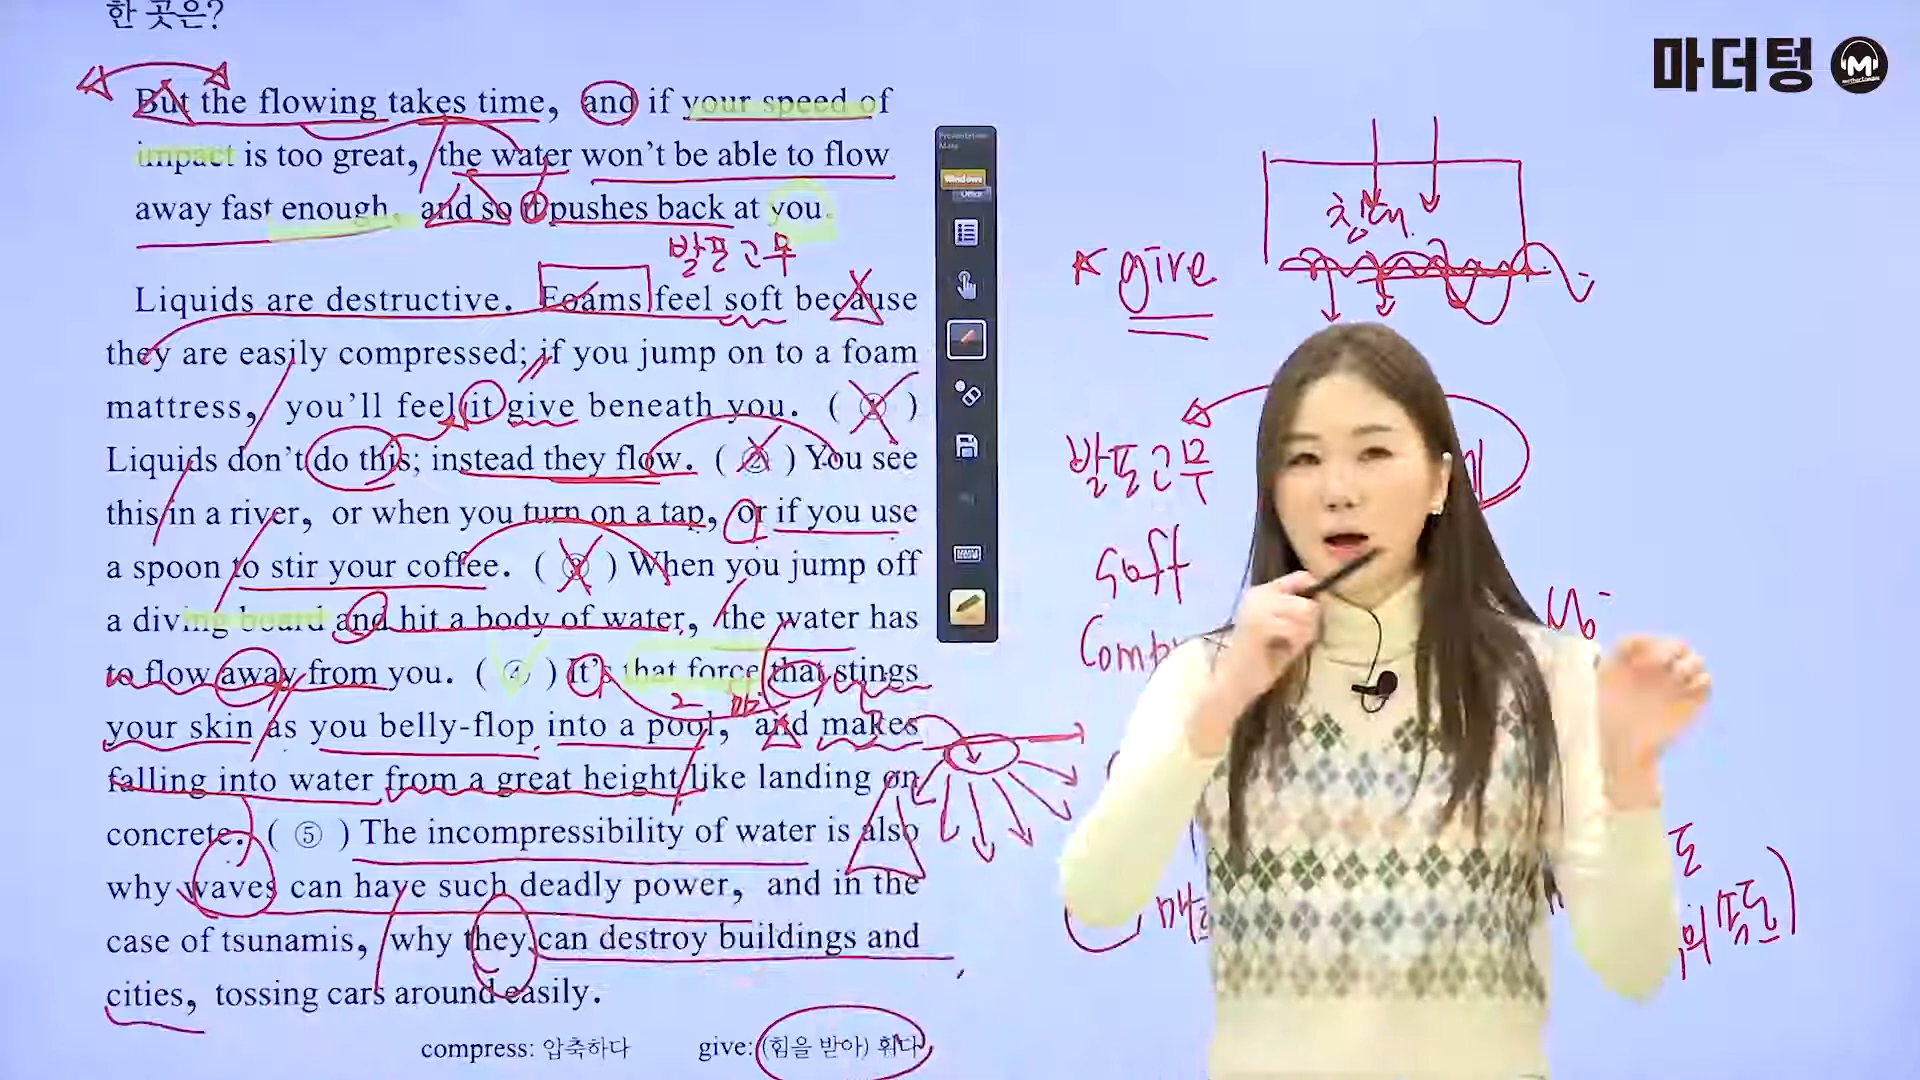 한 곳은?
마더텅
But the flowing takes time, and if your speed of
impact is too great, the water won't be able to flow
away fast enough, and so it pushes back at you.
발포고무
Liquids are destructive. Foams feel soft because
they are easily compressed; if you jump on to a foam
mattress, you'll feel it give beneath you. ( ① )
Liquids don't do this; instead they flow. ( ② ) You see
this in a river, or when you turn on a tap, or if you use
a spoon to stir your coffee. ( ③ ) When you jump off
a diving board and hit a body of water, the water has
to flow away from you. ( ④ ) It's that force that stings
your skin as you belly-flop into a pool, and makes
falling into water from a great height like landing on
concrete. ( ⑤ ) The incompressibility of water is also
why waves can have such deadly power, and in the
case of tsunamis, why they can destroy buildings and
cities, tossing cars around easily.
compress: 압축하다 give: (힘을 받아) 휘다
Presentation
Windows
Office
give
침대
발포고무
soft